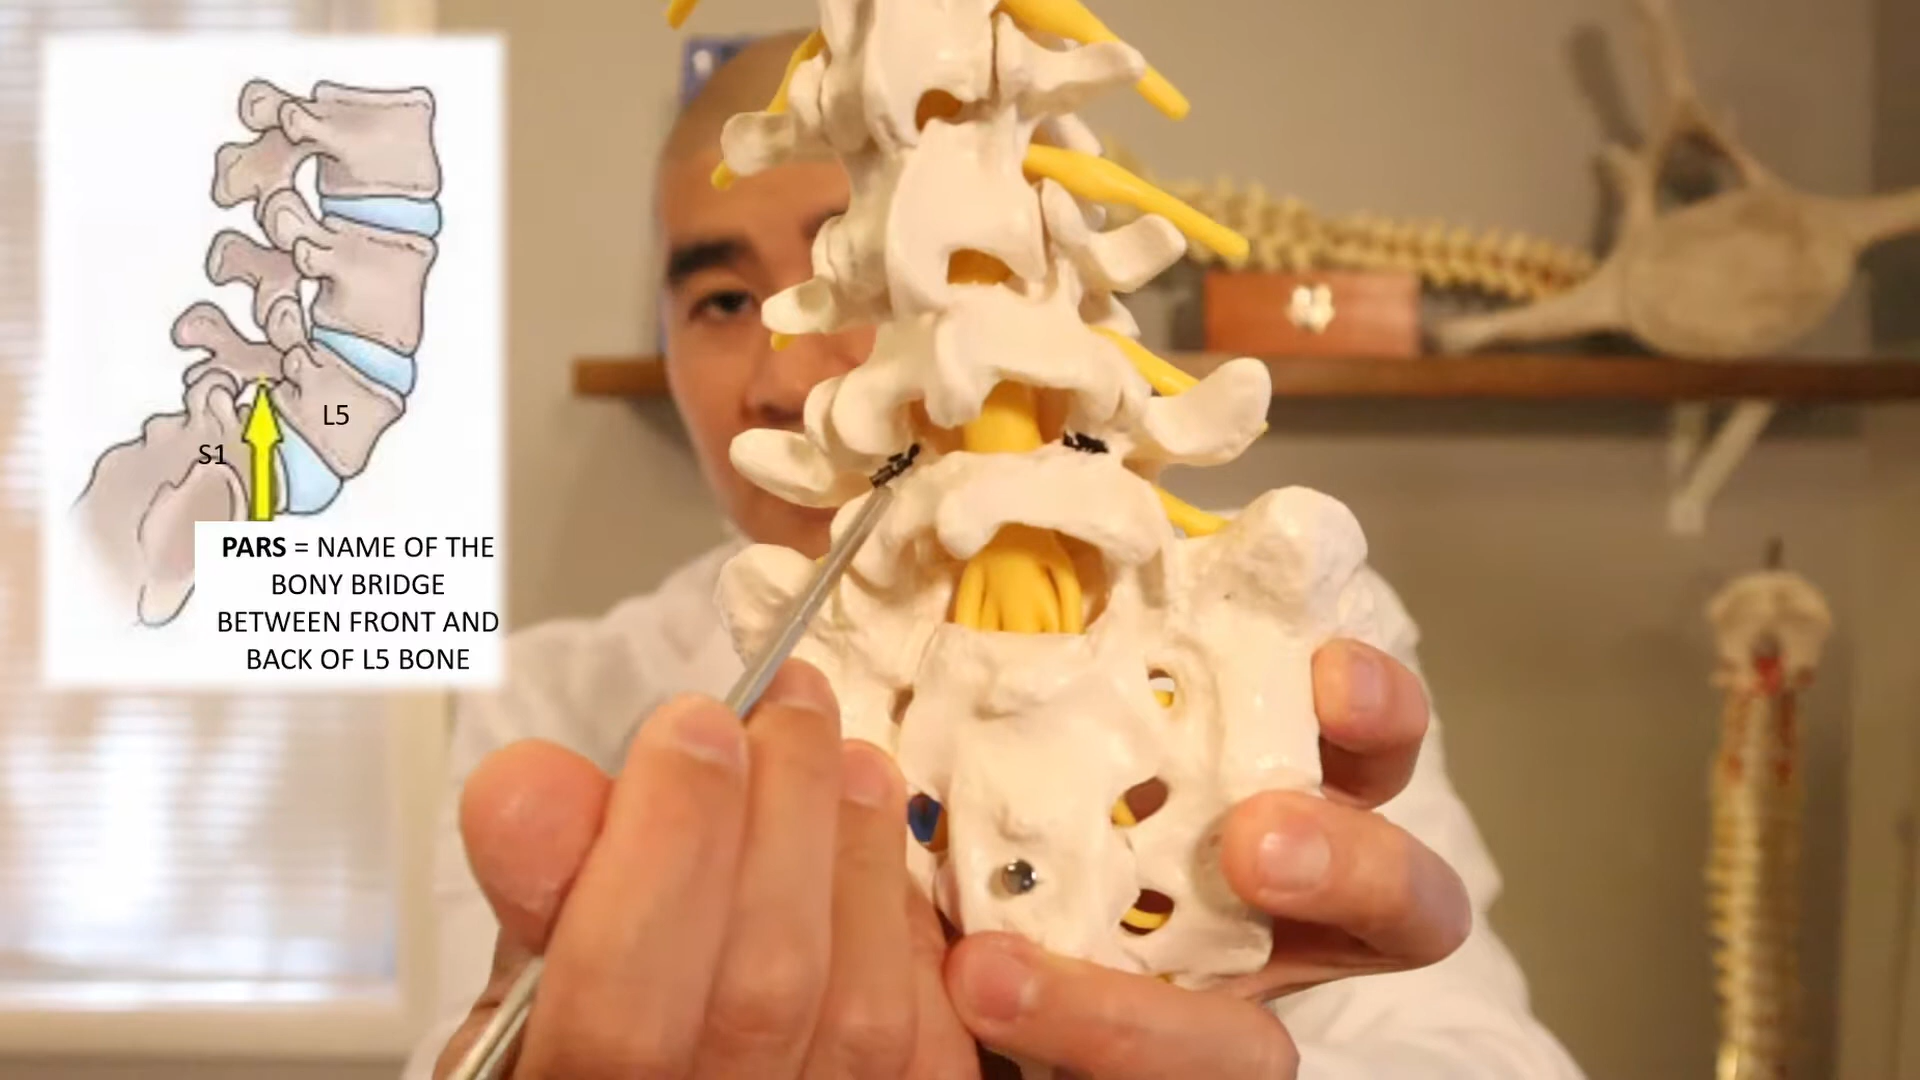 L5
S1
PARS = NAME OF THE
BONY BRIDGE
BETWEEN FRONT AND
BACK OF L5 BONE